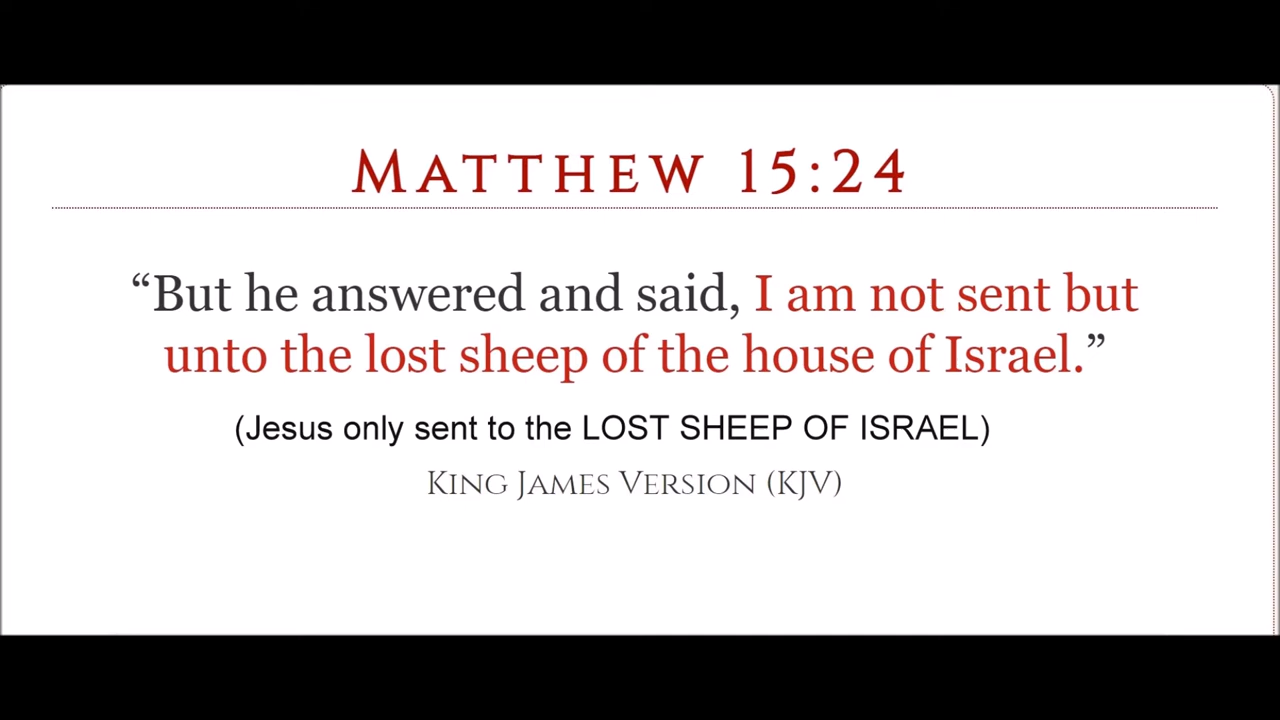 MATTHEW 15:24
“But he answered and said, I am not sent but
unto the lost sheep of the house of Israel.”
(Jesus only sent to the LOST SHEEP OF ISRAEL)
KING JAMES VERSION (KJV)